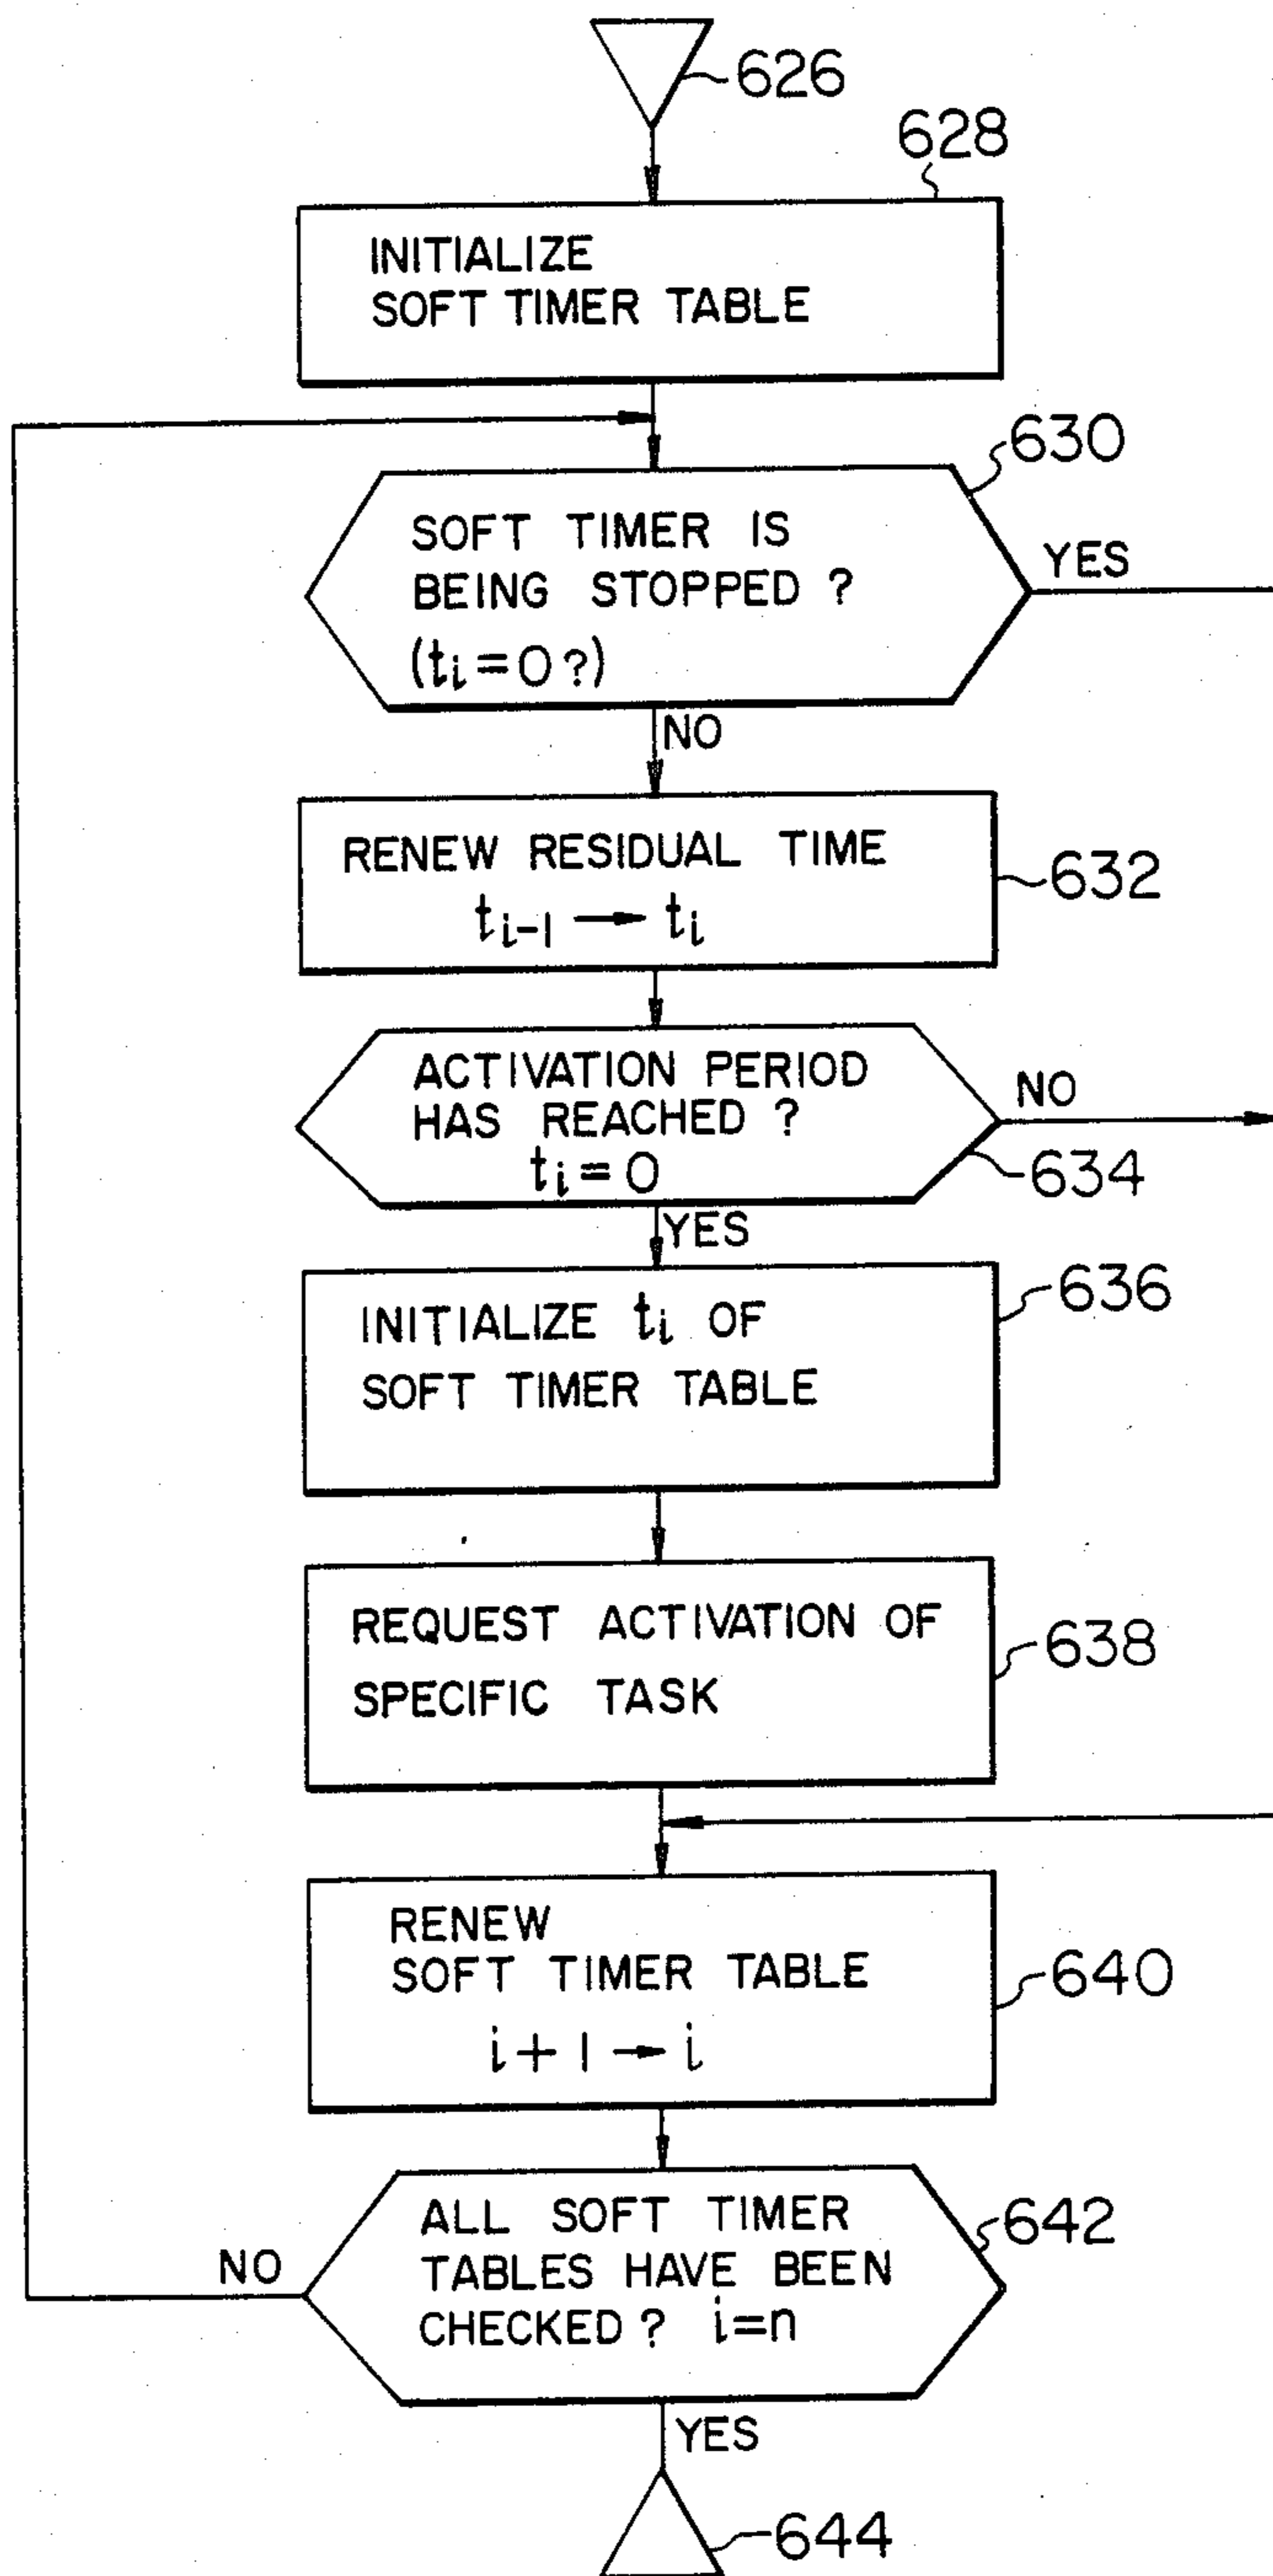 626
628
INITIALIZE
SOFT TIMER TABLE
630
SOFT TIMER IS
BEING STOPPED ?
(ti = 0 ?)
YES
NO
RENEW RESIDUAL TIME
ti-1 → ti
632
ACTIVATION PERIOD
HAS REACHED ?
ti = 0
NO
634
YES
636
INITIALIZE ti OF
SOFT TIMER TABLE
REQUEST ACTIVATION OF
SPECIFIC TASK
638
RENEW
SOFT TIMER TABLE
i + 1 → i
640
ALL SOFT TIMER
TABLES HAVE BEEN
CHECKED ? i=n
642
NO
YES
644